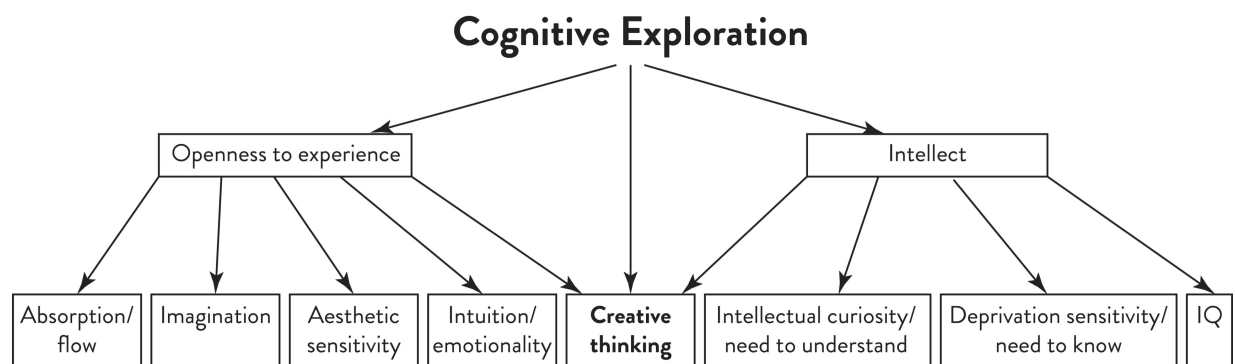 Cognitive Exploration
Openness to experience
Intellect
Absorption/
flow
Imagination
Aesthetic
sensitivity
Intuition/
emotionality
Creative
thinking
Intellectual curiosity/
need to understand
Deprivation sensitivity/
need to know
IQ